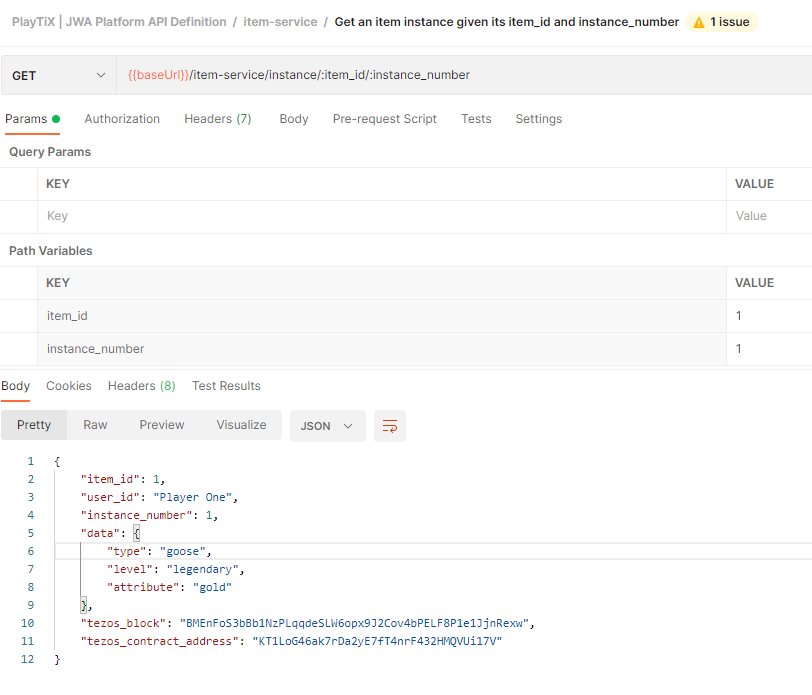 PlayTiX | JWA Platform API Definition / item-service / Get an item instance given its item_id and instance_number 1 issue
GET {{baseUrl}}/item-service/instance/:item_id/:instance_number
Params Authorization Headers (7) Body Pre-request Script Tests Settings
Query Params
KEY VALUE
Key Value
Path Variables
KEY VALUE
item_id 1
instance_number 1
Body Cookies Headers (8) Test Results
Pretty Raw Preview Visualize JSON
1 {
2 "item_id": 1,
3 "user_id": "Player One",
4 "instance_number": 1,
5 "data": {
6 "type": "goose",
7 "level": "legendary",
8 "attribute": "gold"
9 },
10 "tezos_block": "BMEnFoS3bBb1NzPLqqdeSLW6opx9J2Cov4bPELF8P1e1JjnRexw",
11 "tezos_contract_address": "KT1LoG46ak7rDa2yE7fT4nrF432HMQVUi17V"
12 }